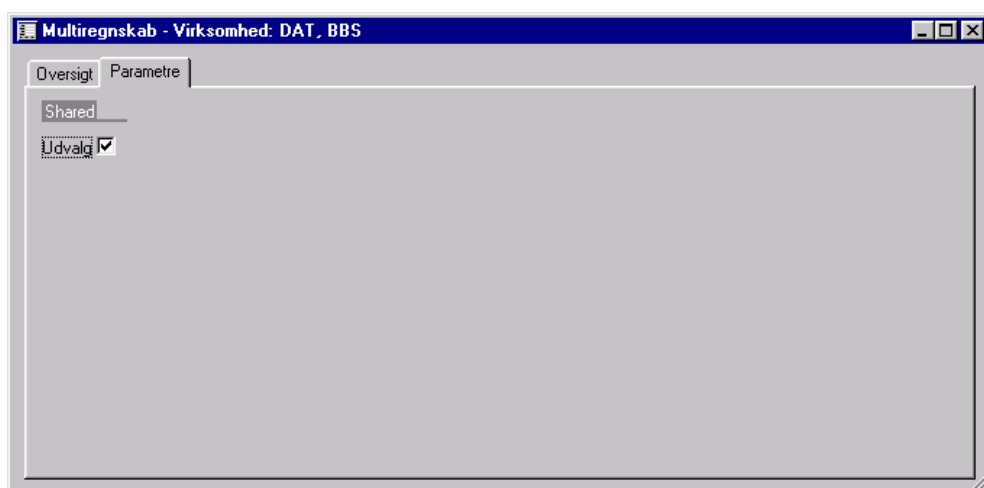 Multiregnskab - Virksomhed: DAT, BBS
Oversigt Parametre
Shared
Udvalg